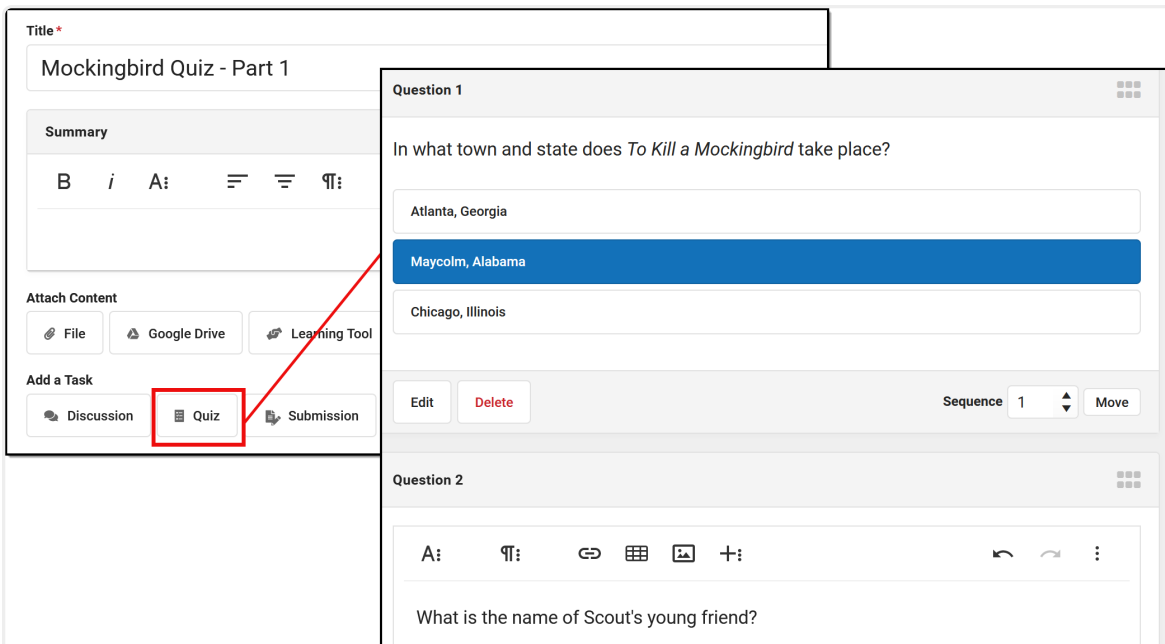 Title*
Mockingbird Quiz - Part 1
Summary
B i A
Attach Content
File Google Drive Learning Tool
Add a Task
Discussion Quiz Submission
Question 1
In what town and state does To Kill a Mockingbird take place?
Atlanta, Georgia
Maycolm, Alabama
Chicago, Illinois
Edit Delete Sequence 1 Move
Question 2
A
What is the name of Scout's young friend?